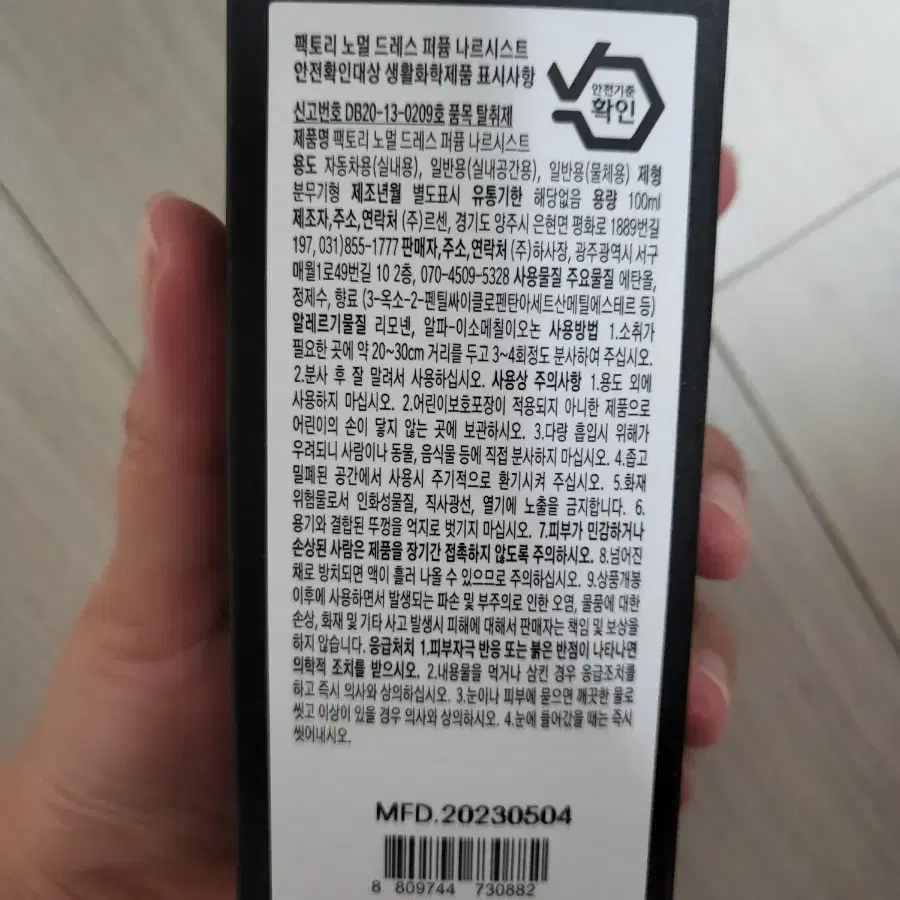 팩토리 노멀 드레스 퍼퓸 나르시스트
안전확인대상 생활화학제품 표시사항
안전기준
확인
신고번호 DB20-13-0209호 품목 탈취제
제품명 팩토리 노멀 드레스 퍼퓸 나르시스트
용도 자동차용(실내용), 일반용(실내공간용), 일반용(물체용) 제형
분무기형 제조년월 별도표시 유통기한 해당없음 용량 100ml
제조자,주소,연락처 (주)르센, 경기도 양주시 은현면 평화로 1889번길
197, 031)855-1777 판매자,주소,연락처 (주)하사장, 광주광역시 서구
매월1로49번길 10 2층, 070-4509-5328 사용물질 주요물질 에탄올,
정제수, 향료 (3-옥소-2-펜틸싸이클로펜탄아세트산메틸에스테르 등)
알레르기물질 리모넨, 알파-이소메칠이오논 사용방법 1.소취가
필요한 곳에 약 20~30cm 거리를 두고 3~4회정도 분사하여 주십시오.
2.분사 후 잘 말려서 사용하십시오. 사용상 주의사항 1.용도 외에
사용하지 마십시오. 2.어린이보호포장이 적용되지 아니한 제품으로
어린이의 손이 닿지 않는 곳에 보관하시오. 3.다량 흡입시 위해가
우려되니 사람이나 동물, 음식물 등에 직접 분사하지 마십시오. 4.좁고
밀폐된 공간에서 사용시 주기적으로 환기시켜 주십시오. 5.화재
위험물로서 인화성물질, 직사광선, 열기에 노출을 금지합니다. 6.
용기와 결합된 뚜껑을 억지로 벗기지 마십시오. 7.피부가 민감하거나
손상된 사람은 제품을 장기간 접촉하지 않도록 주의하시오. 8.넘어진
채로 방치되면 액이 흘러 나올 수 있으므로 주의하십시오. 9.상품개봉
이후에 사용하면서 발생되는 파손 및 부주의로 인한 오염, 물품에 대한
손상, 화재 및 기타 사고 발생시 피해에 대해서 판매자는 책임 및 보상을
하지 않습니다. 응급처치 1.피부자극 반응 또는 붉은 반점이 나타나면
의학적 조치를 받으시오. 2.내용물을 먹거나 삼킨 경우 응급조치를
하고 즉시 의사와 상의하십시오. 3.눈이나 피부에 묻으면 깨끗한 물로
씻고 이상이 있을 경우 의사와 상의하시오. 4.눈에 들어갔을 때는 즉시
씻어내시오.
MFD.20230504
8 809744 730882